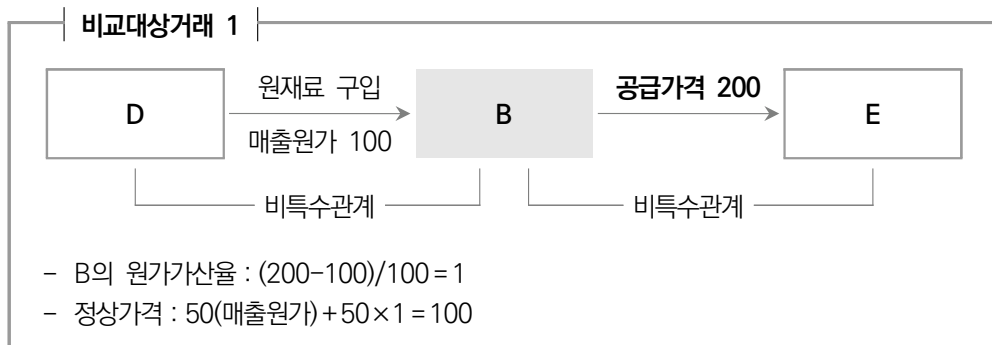 비교대상거래 1
D
원재료 구입
매출원가 100
B
공급가격 200
E
비특수관계
비특수관계
- B의 원가가산율 : (200-100)/100=1
- 정상가격 : 50(매출원가)+50×1=100